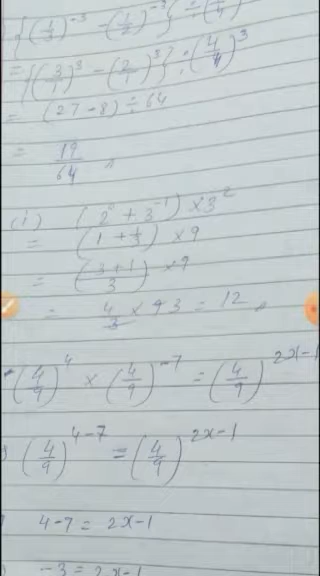 {(1/3)^-3 - (1/2)^-3} ÷ (1/4)
= {(3/1)^3 - (2/1)^3} ÷ (4/1)^3
= (27 - 8) ÷ 64
= 19/64
(i) (2^0 + 3^-1) × 3^2
= (1 + 1/3) × 9
= (3+1/3) × 9
= 4/3 × 9 3 = 12
(4/9)^4 × (4/9)^-7 = (4/9)^2x-1
(4/9)^4-7 = (4/9)^2x-1
4-7 = 2x-1
-3 = 2x-1